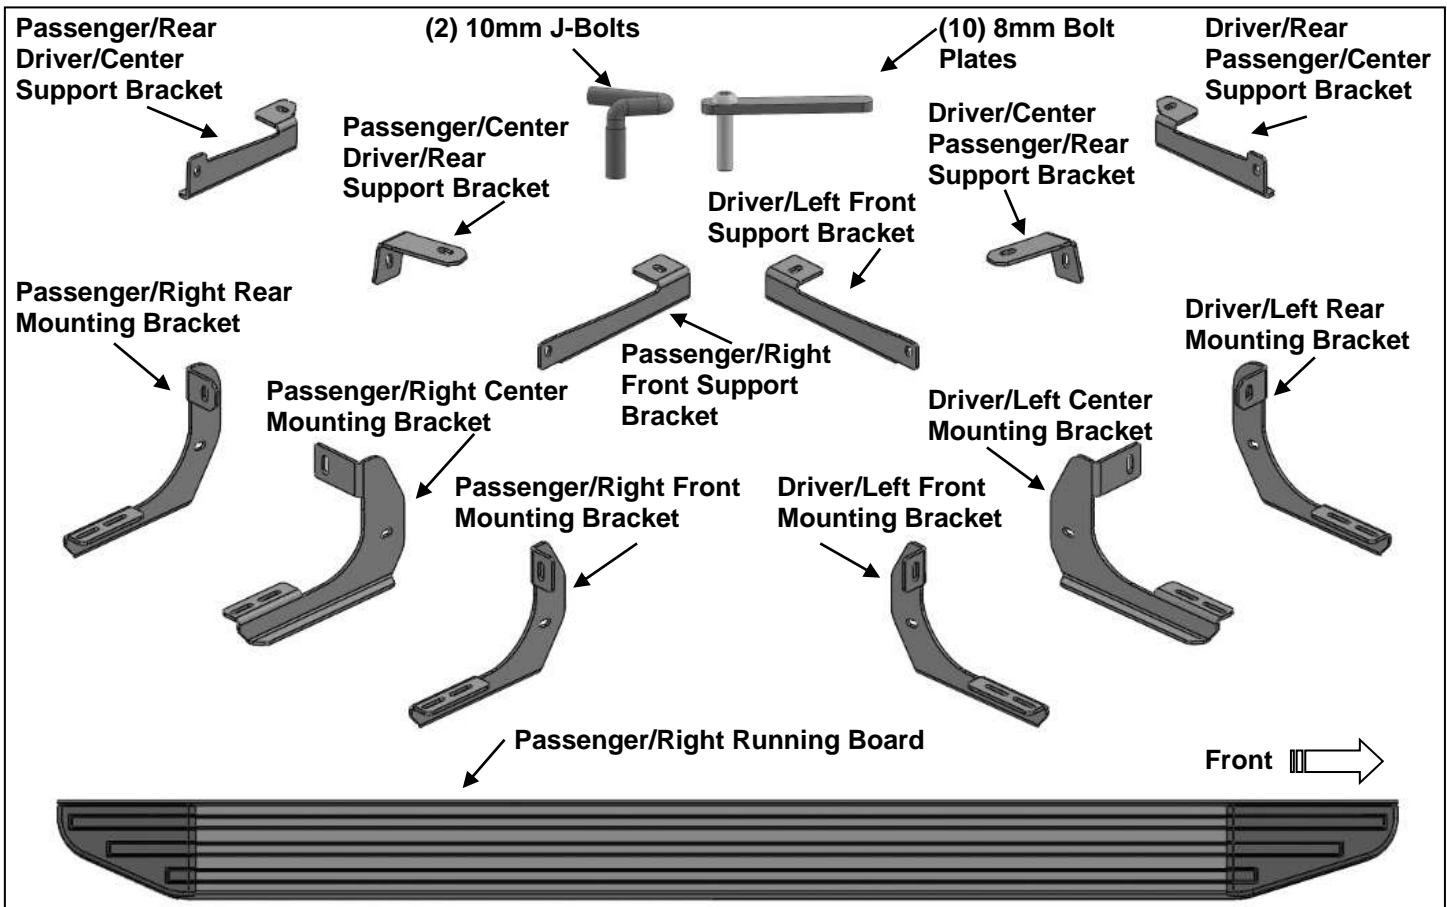 Passenger/Rear
Driver/Center
Support Bracket
(2) 10mm J-Bolts
(10) 8mm Bolt
Plates
Driver/Rear
Passenger/Center
Support Bracket
Passenger/Center
Driver/Rear
Support Bracket
Driver/Center
Passenger/Rear
Support Bracket
Driver/Left Front
Support Bracket
Passenger/Right Rear
Mounting Bracket
Passenger/Right
Front Support
Bracket
Driver/Left Rear
Mounting Bracket
Passenger/Right Center
Mounting Bracket
Driver/Left Center
Mounting Bracket
Passenger/Right Front
Mounting Bracket
Driver/Left Front
Mounting Bracket
Passenger/Right Running Board
Front